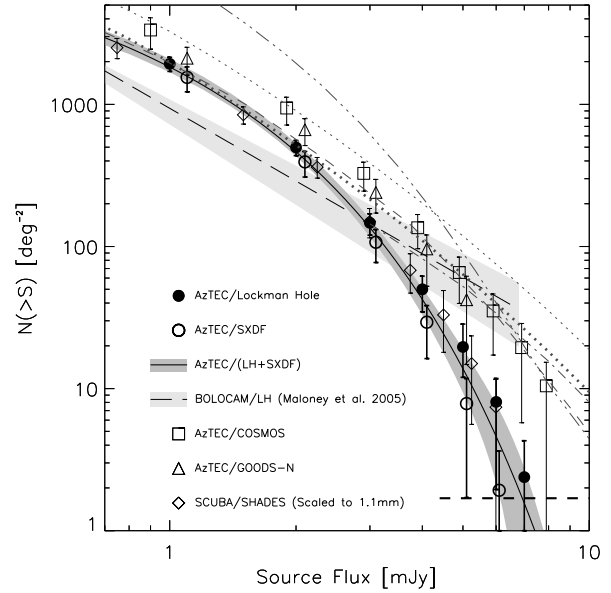 1000
100
10
1
N(>S) [deg⁻²]
AzTEC/Lockman Hole
AzTEC/SXDF
AzTEC/(LH+SXDF)
BOLOCAM/LH (Maloney et al. 2005)
AzTEC/COSMOS
AzTEC/GOODS-N
SCUBA/SHADES (Scaled to 1.1mm)
1
10
Source Flux [mJy]